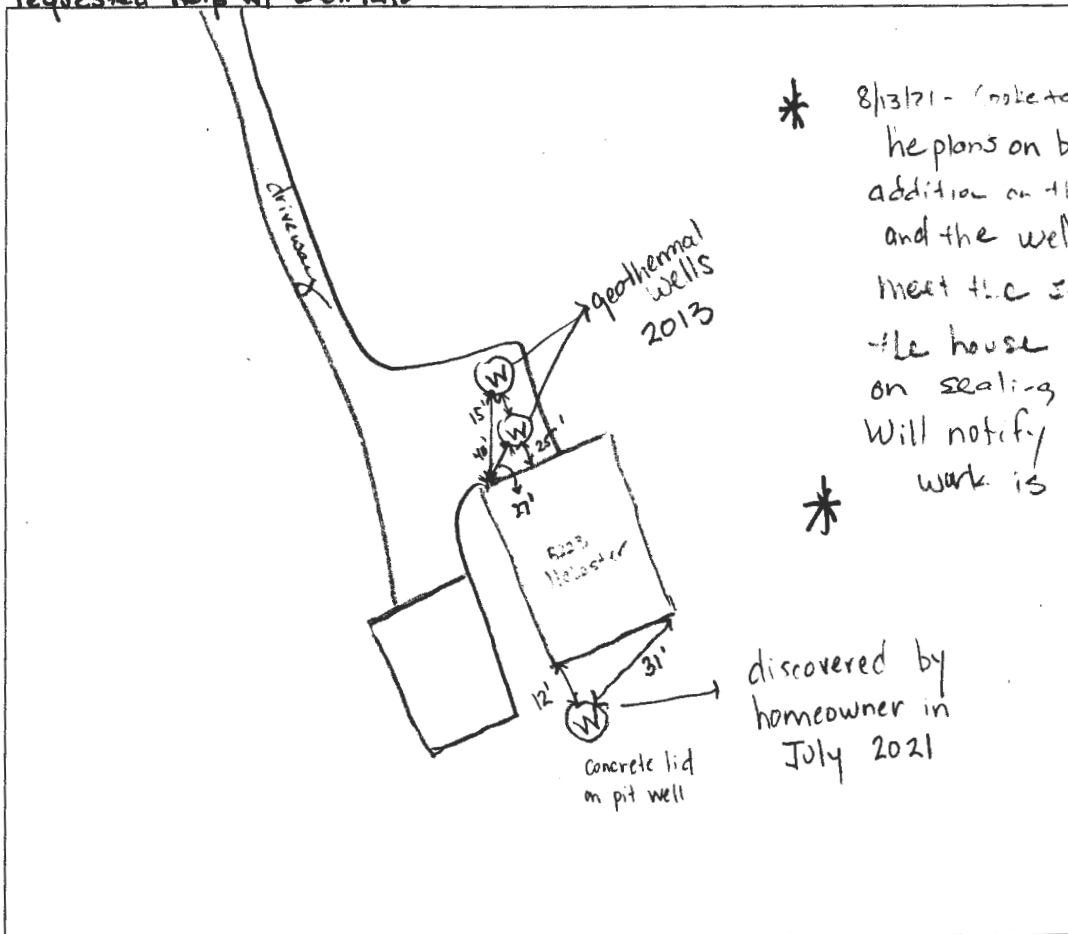 requested help w/
8/13/21 -
he plans on b
addition on th
and the wel
meet the
the house
on sealing
Will notify
work is
driveway
geothermal
wells
2013
W
15'
W
40'
25'
27'
Webster
31'
12'
W
discovered by
homeowner in
July 2021
concrete lid
on pit well